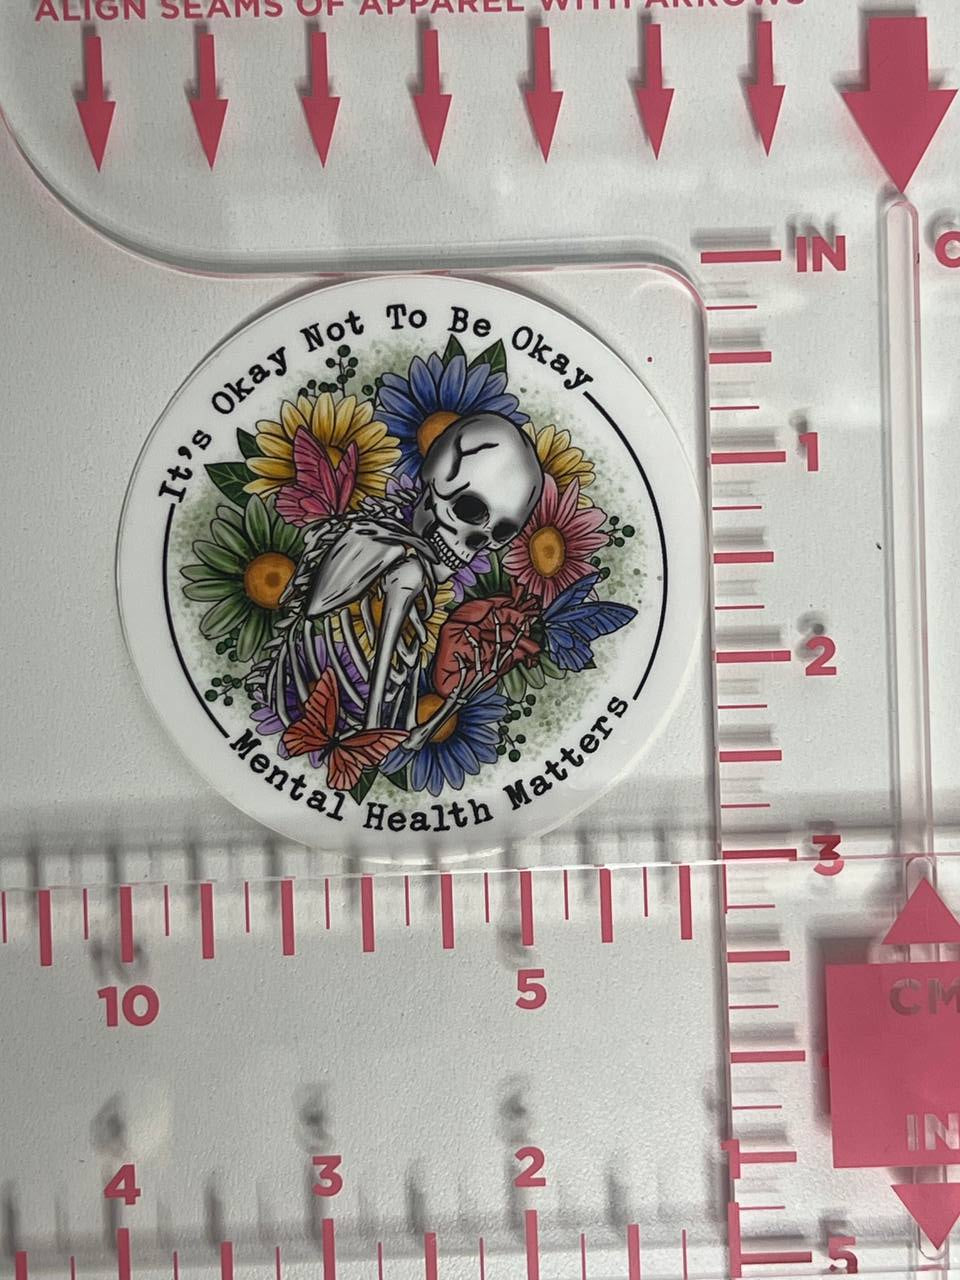 ALIGN SEAMS OF APPAREL WITH ARROWS
IN
It's Okay Not To Be Okay
1
2
Mental Health Matters
3
10
5
CM
IN
4
3
2
1
5